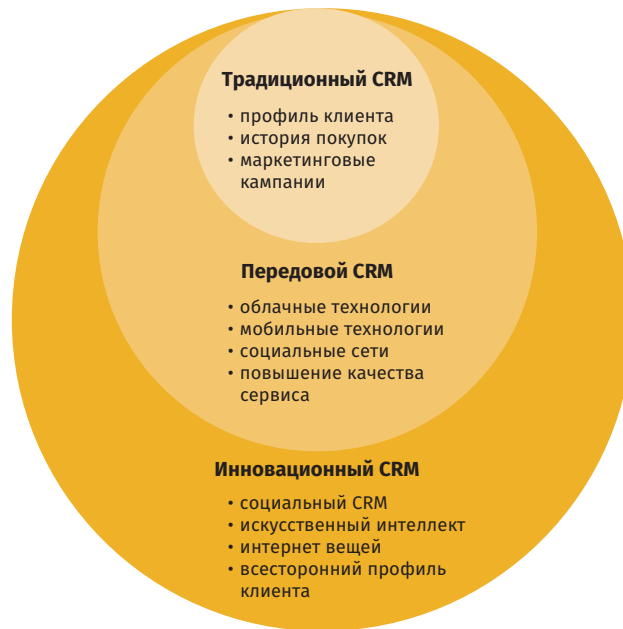 Традиционный CRM
• профиль клиента
• история покупок
• маркетинговые
кампании
Передовой CRM
• облачные технологии
• мобильные технологии
• социальные сети
• повышение качества
сервиса
Инновационный CRM
• социальный CRM
• искусственный интеллект
• интернет вещей
• всесторонний профиль
клиента